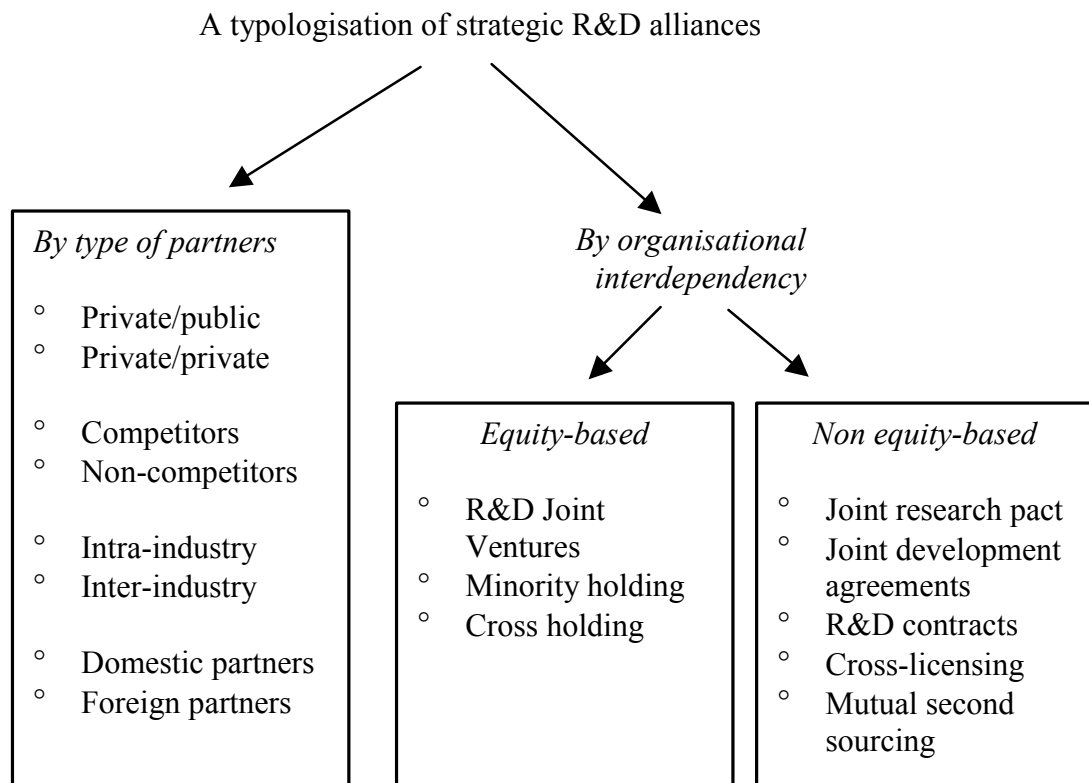 A typologisation of strategic R&D alliances
By type of partners
° Private/public
° Private/private
° Competitors
° Non-competitors
° Intra-industry
° Inter-industry
° Domestic partners
° Foreign partners
By organisational
interdependency
Equity-based
° R&D Joint
Ventures
° Minority holding
° Cross holding
Non equity-based
° Joint research pact
° Joint development
agreements
° R&D contracts
° Cross-licensing
° Mutual second
sourcing